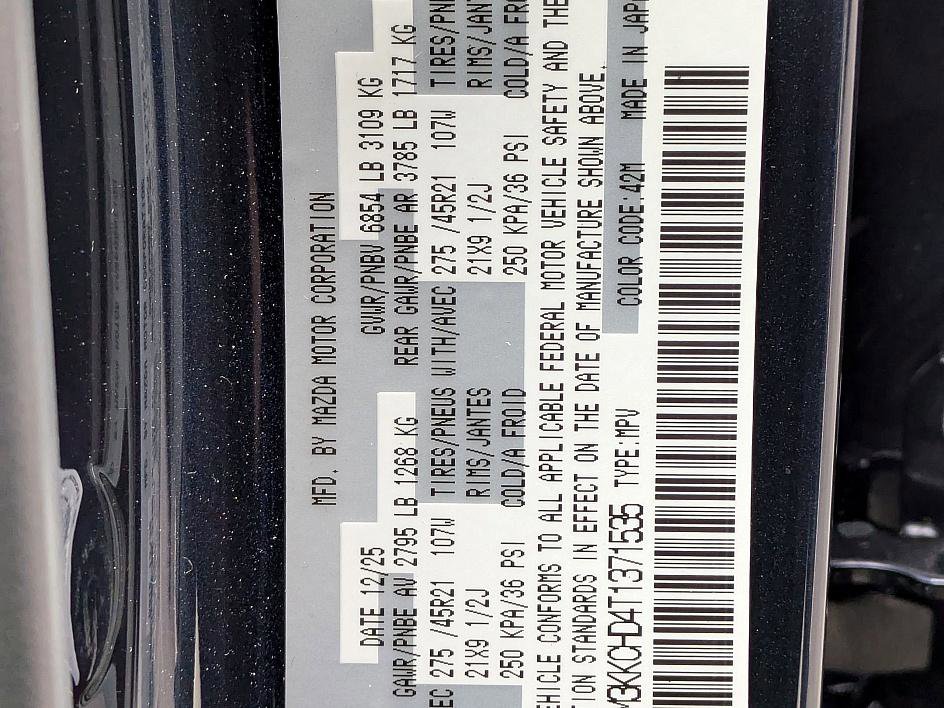 MFD. BY MAZDA MOTOR CORPORATION
DATE 12/25 GVWR/PNBV 6854 LB 3109 KG
GAWR/PNBE AV 2795 LB 1268 KG REAR GAWR/PNBE AR 3785 LB 1717 KG
EC 275 /45R21 107W TIRES/PNEUS WITH/AVEC 275 /45R21 107W TIRES/PNE
21X9 1/2J RIMS/JANTES 21X9 1/2J RIMS/JANT
250 KPA/36 PSI COLD/A FROID 250 KPA/36 PSI COLD/A FRO
EHICLE CONFORMS TO ALL APPLICABLE FEDERAL MOTOR VEHICLE SAFETY AND THE
TION STANDARDS IN EFFECT ON THE DATE OF MANUFACTURE SHOWN ABOVE.
3KKCHD4T1371535 TYPE:MPV COLOR CODE:42M MADE IN JAP